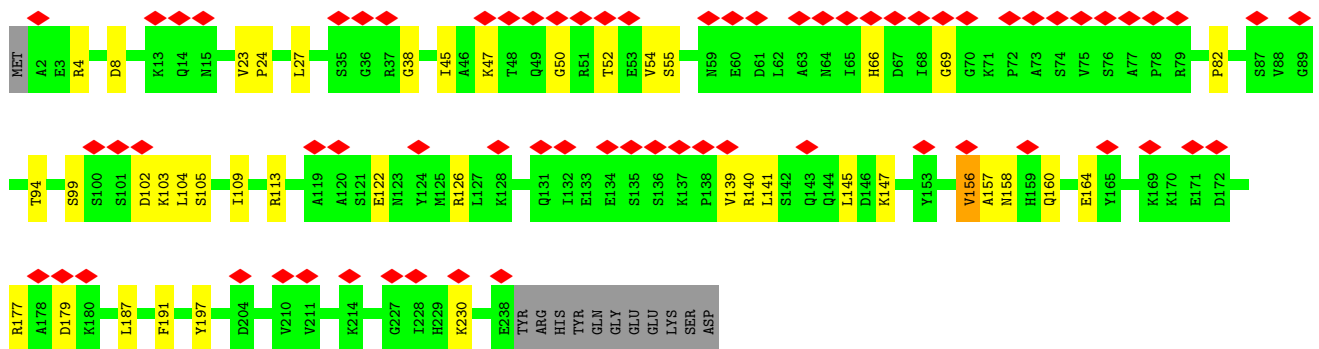 MET A2 E3 R4 D8 K13 Q14 N15 V23 P24 L27 S35 G36 R37 G38 I45 A46 K47 T48 Q49 G50 R51 T52 E53 V54 S55 N59 E60 D61 L62 A63 N64 I65 H66 D67 I68 G69 G70 K71 P72 A73 S74 V75 S76 A77 P78 R79 P82 S87 V88 G89
T94 S99 S100 S101 D102 K103 L104 S105 I109 R113 A119 A120 S121 E122 N123 Y124 M125 R126 L127 K128 Q131 I132 E133 E134 S135 S136 K137 P138 V139 R140 L141 S142 Q143 Q144 L145 D146 K147 Y153 V156 A157 N158 H159 Q160 E164 Y165 K169 K170 E171 D172
R177 A178 D179 K180 L187 F191 Y197 D204 V210 V211 K214 G227 I228 H229 K230 E238 TYR ARG HIS TYR GLN GLY GLU GLU LYS SER ASP